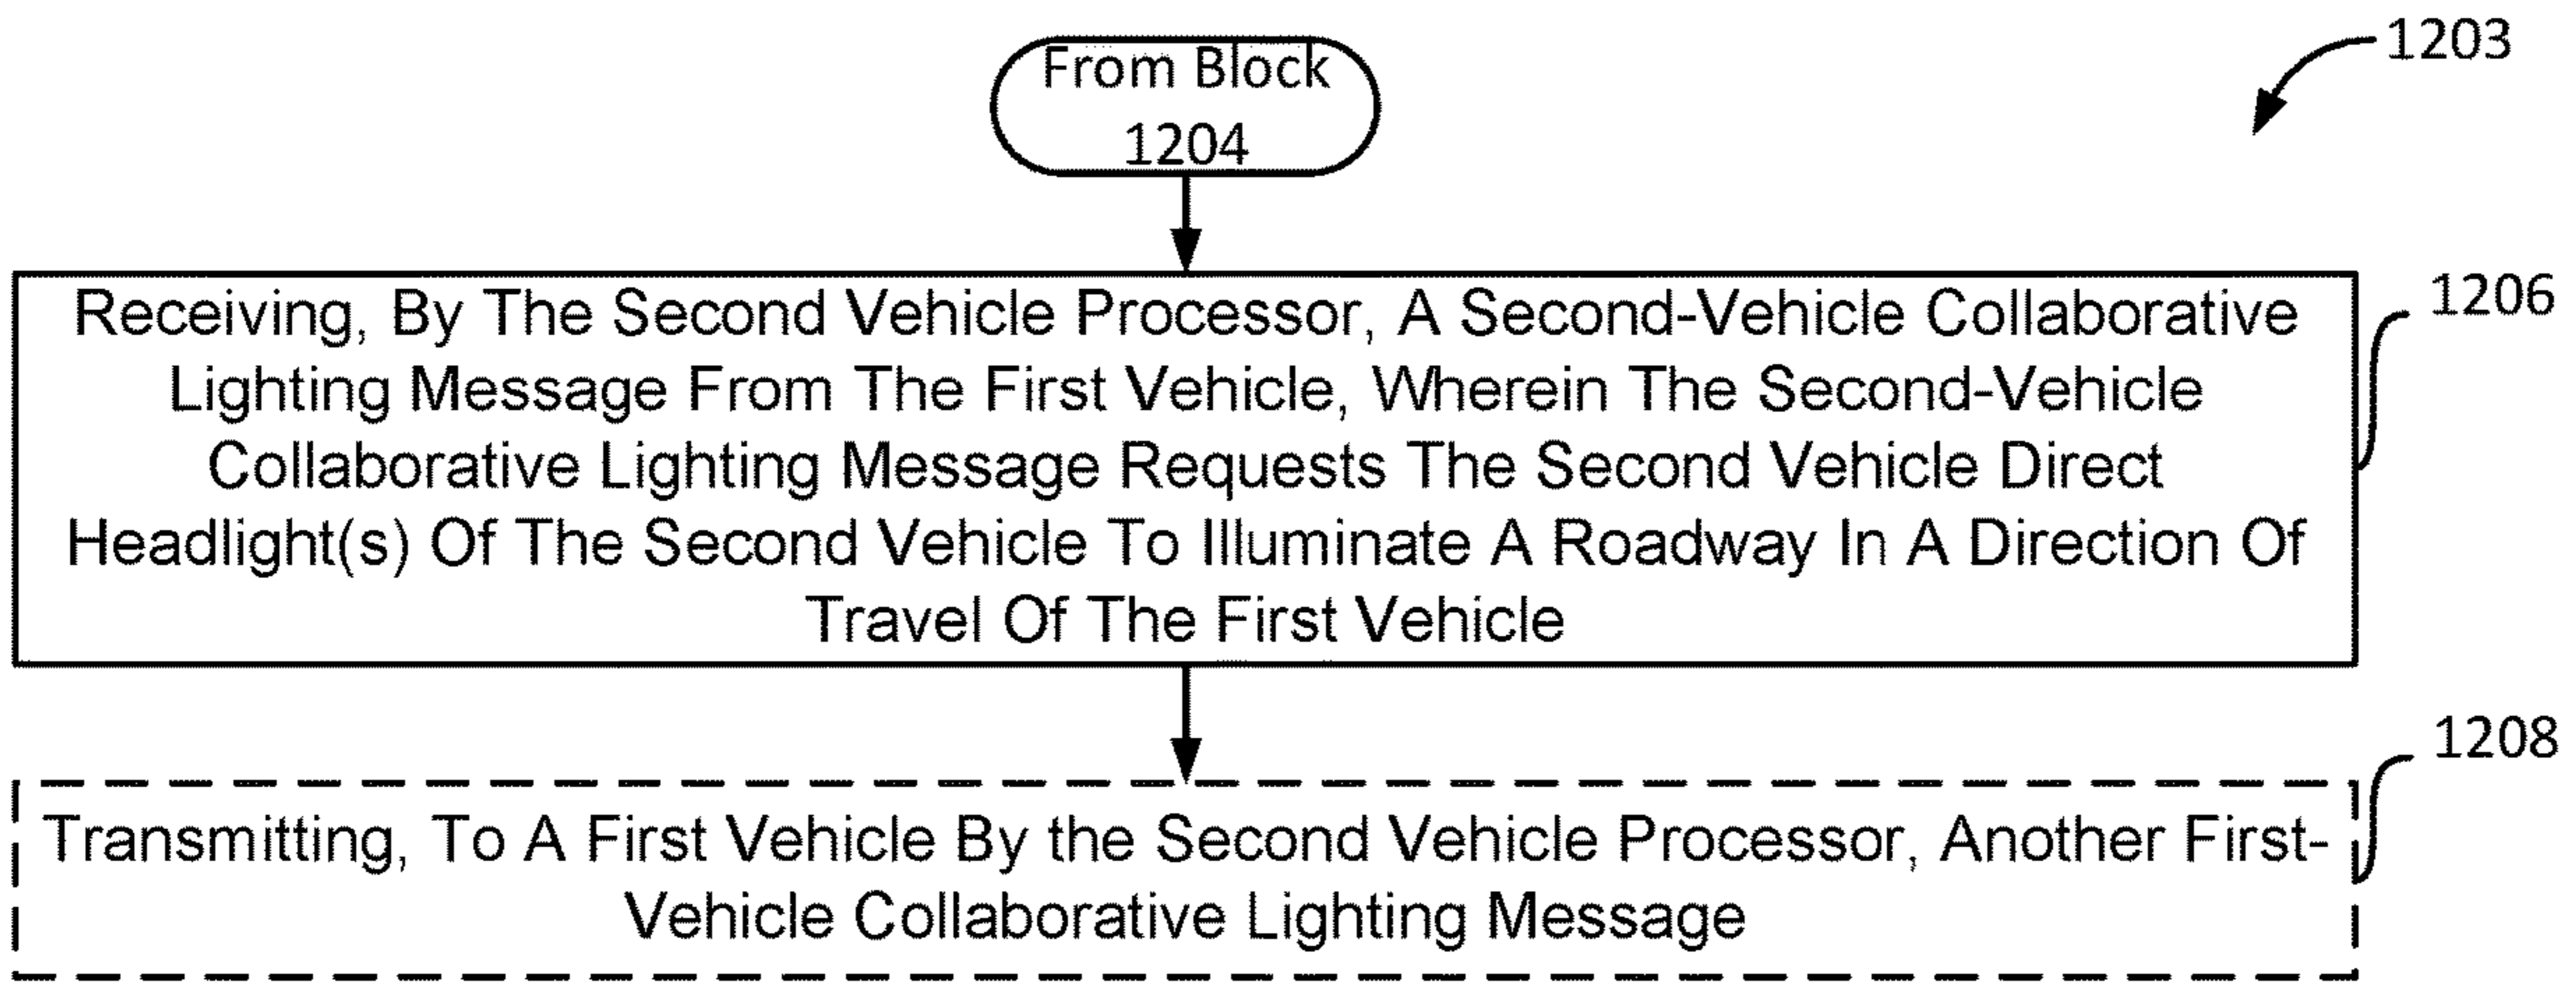 From Block
1204
1203
Receiving, By The Second Vehicle Processor, A Second-Vehicle Collaborative
Lighting Message From The First Vehicle, Wherein The Second-Vehicle
Collaborative Lighting Message Requests The Second Vehicle Direct
Headlight(s) Of The Second Vehicle To Illuminate A Roadway In A Direction Of
Travel Of The First Vehicle
1206
Transmitting, To A First Vehicle By the Second Vehicle Processor, Another First-
Vehicle Collaborative Lighting Message
1208